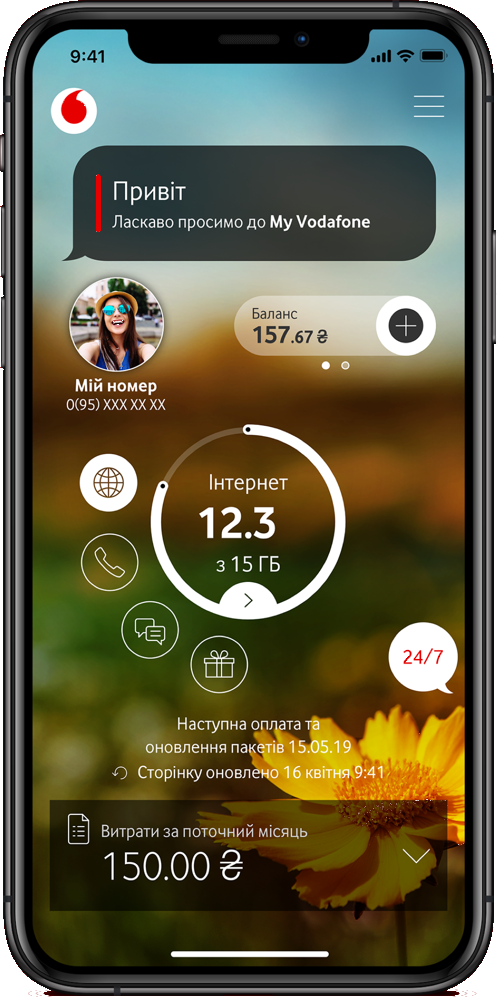 9:41
Привіт
Ласкаво просимо до My Vodafone
Баланс
157.67 ₴
Мій номер
0(95) XXX XX XX
Інтернет
12.3
з 15 ГБ
24/7
Наступна оплата та
оновлення пакетів 15.05.19
Сторінку оновлено 16 квітня 9:41
Витрати за поточний місяць
150.00 ₴